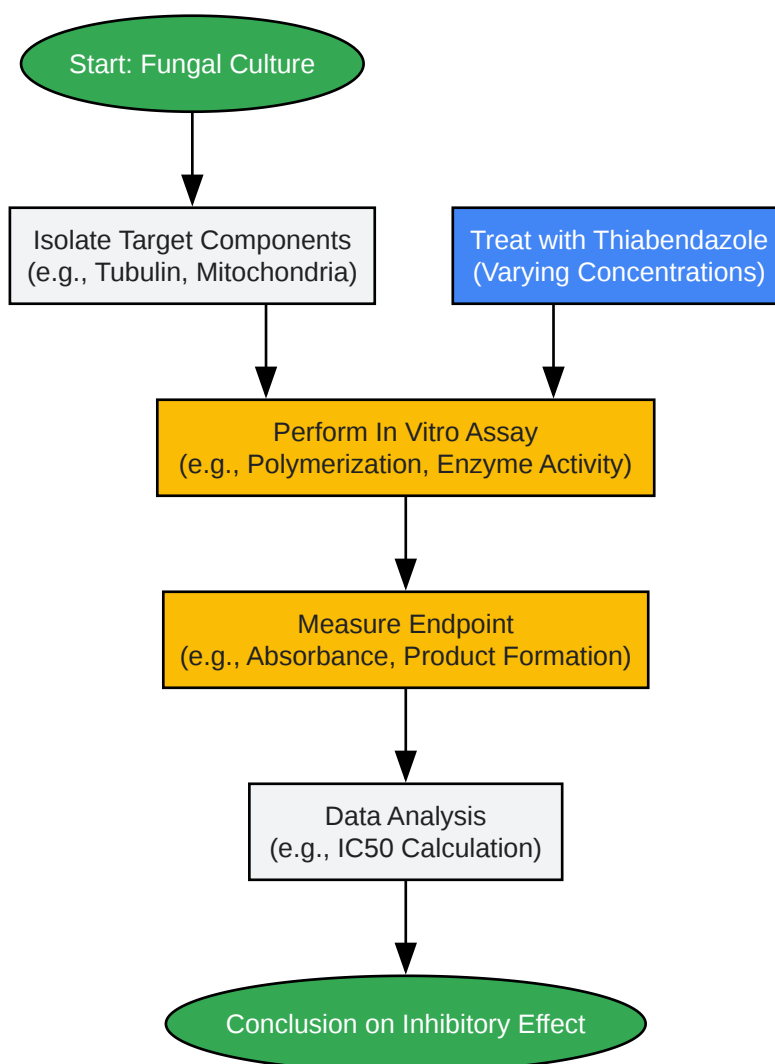 Start: Fungal Culture
Isolate Target Components
(e.g., Tubulin, Mitochondria)
Treat with Thiabendazole
(Varying Concentrations)
Perform In Vitro Assay
(e.g., Polymerization, Enzyme Activity)
Measure Endpoint
(e.g., Absorbance, Product Formation)
Data Analysis
(e.g., IC50 Calculation)
Conclusion on Inhibitory Effect